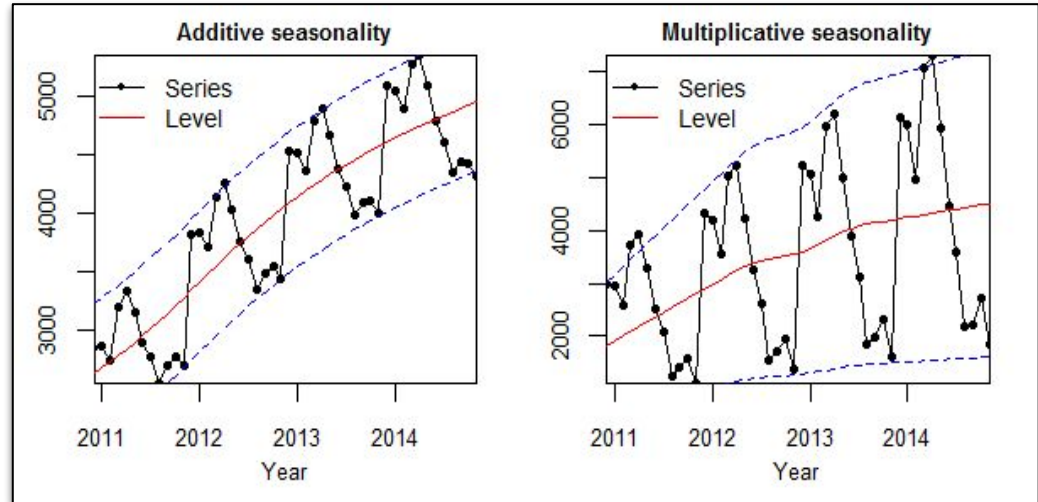 Additive seasonality
Series
Level
5000
4000
3000
2011 2012 2013 2014
Year
Multiplicative seasonality
Series
Level
6000
4000
2000
2011 2012 2013 2014
Year